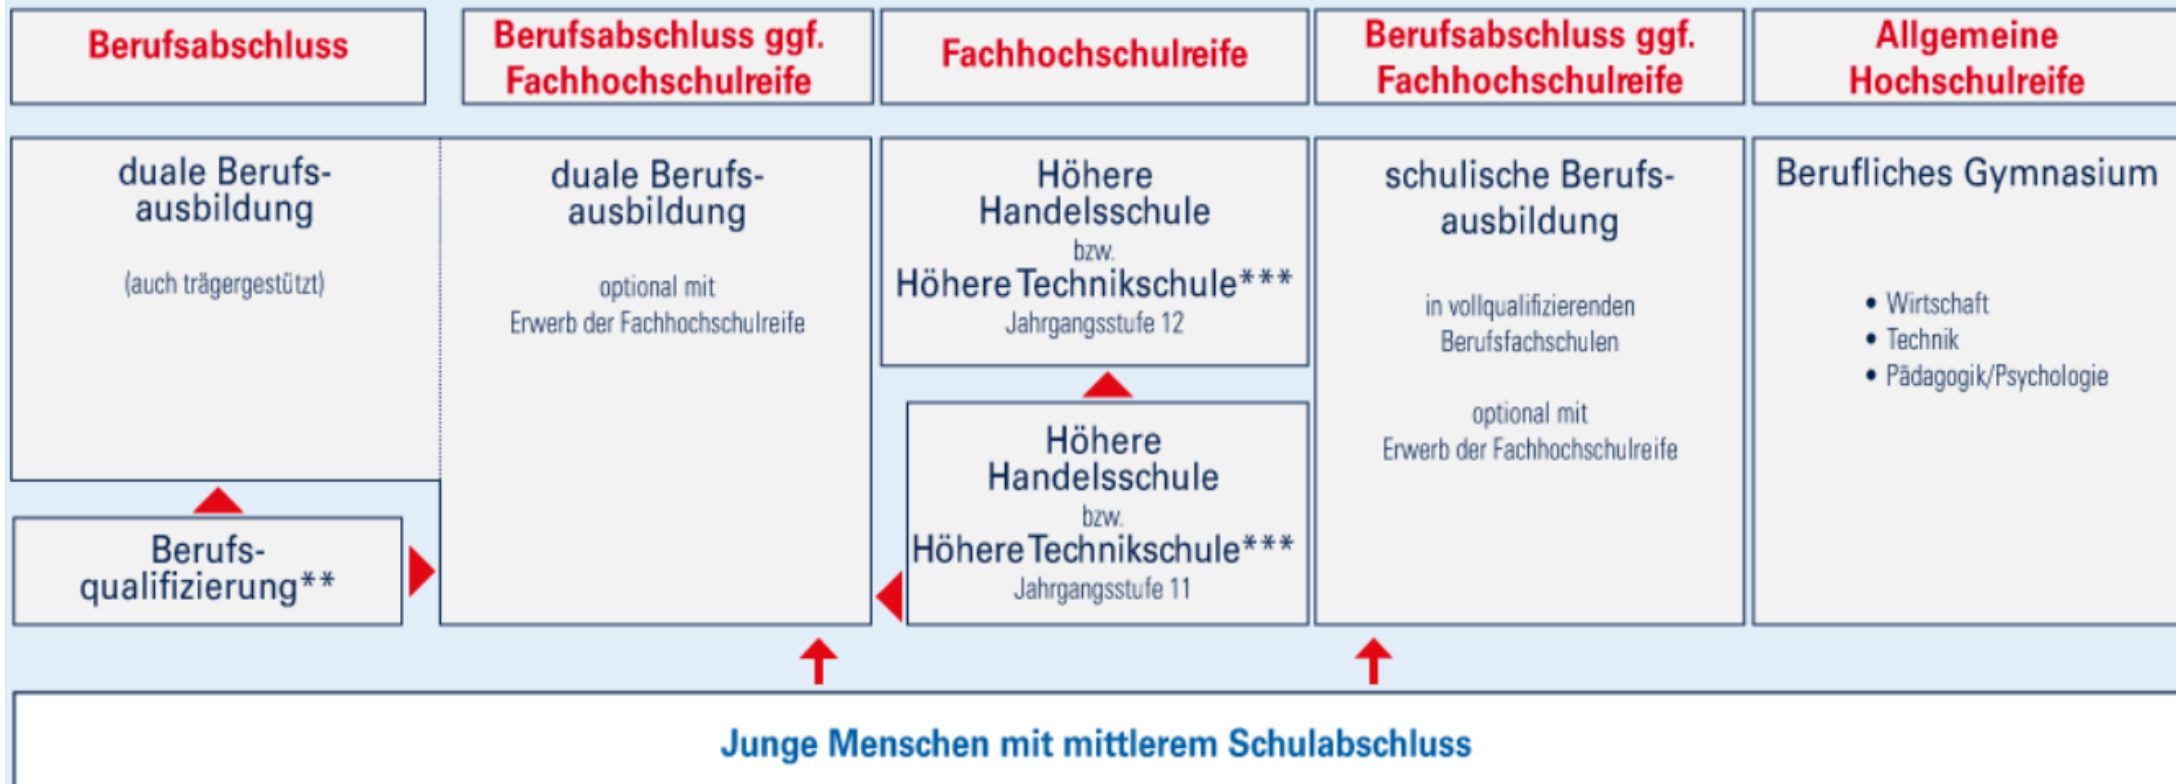 Berufsabschluss
Berufsabschluss ggf.
Fachhochschulreife
Fachhochschulreife
Berufsabschluss ggf.
Fachhochschulreife
Allgemeine
Hochschulreife
duale Berufs-
ausbildung
(auch trägergestützt)
duale Berufs-
ausbildung
optional mit
Erwerb der Fachhochschulreife
Höhere
Handelsschule
bzw.
Höhere Technikschule***
Jahrgangsstufe 12
schulische Berufs-
ausbildung
in vollqualifizierenden
Berufsfachschulen
optional mit
Erwerb der Fachhochschulreife
Berufliches Gymnasium
• Wirtschaft
• Technik
• Pädagogik/Psychologie
Berufs-
qualifizierung**
Höhere
Handelsschule
bzw.
Höhere Technikschule***
Jahrgangsstufe 11
Junge Menschen mit mittlerem Schulabschluss